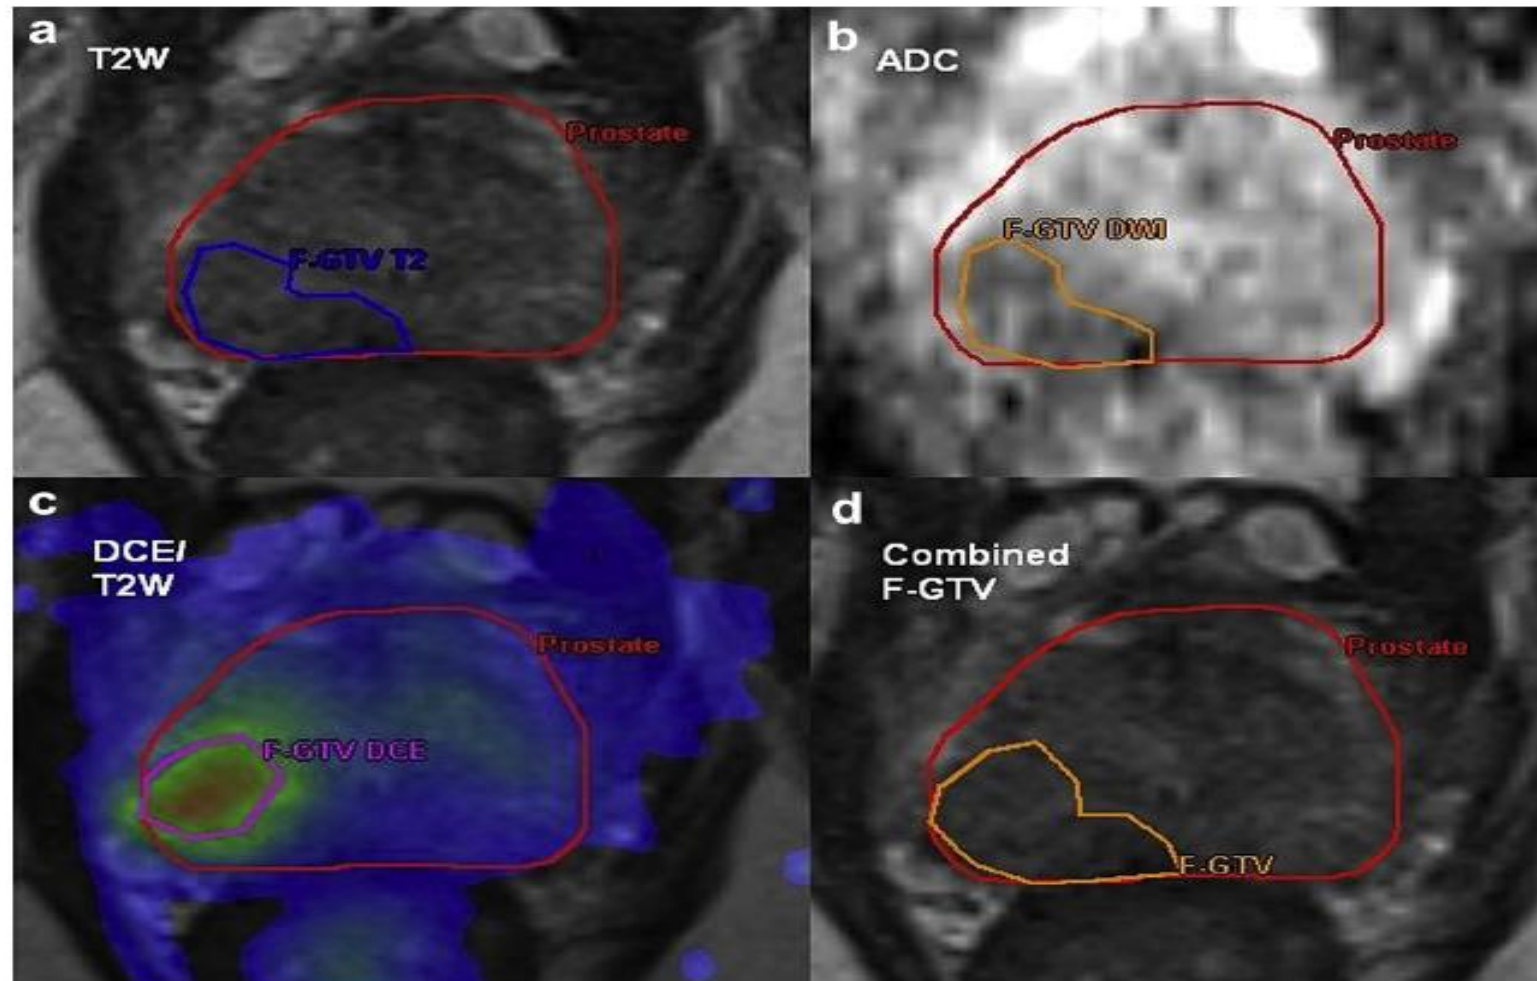 a
T2W
Prostate
F-GTV T2
b
ADC
Prostate
F-GTV DWI
c
DCE/
T2W
Prostate
F-GTV DCE
d
Combined
F-GTV
Prostate
F-GTV